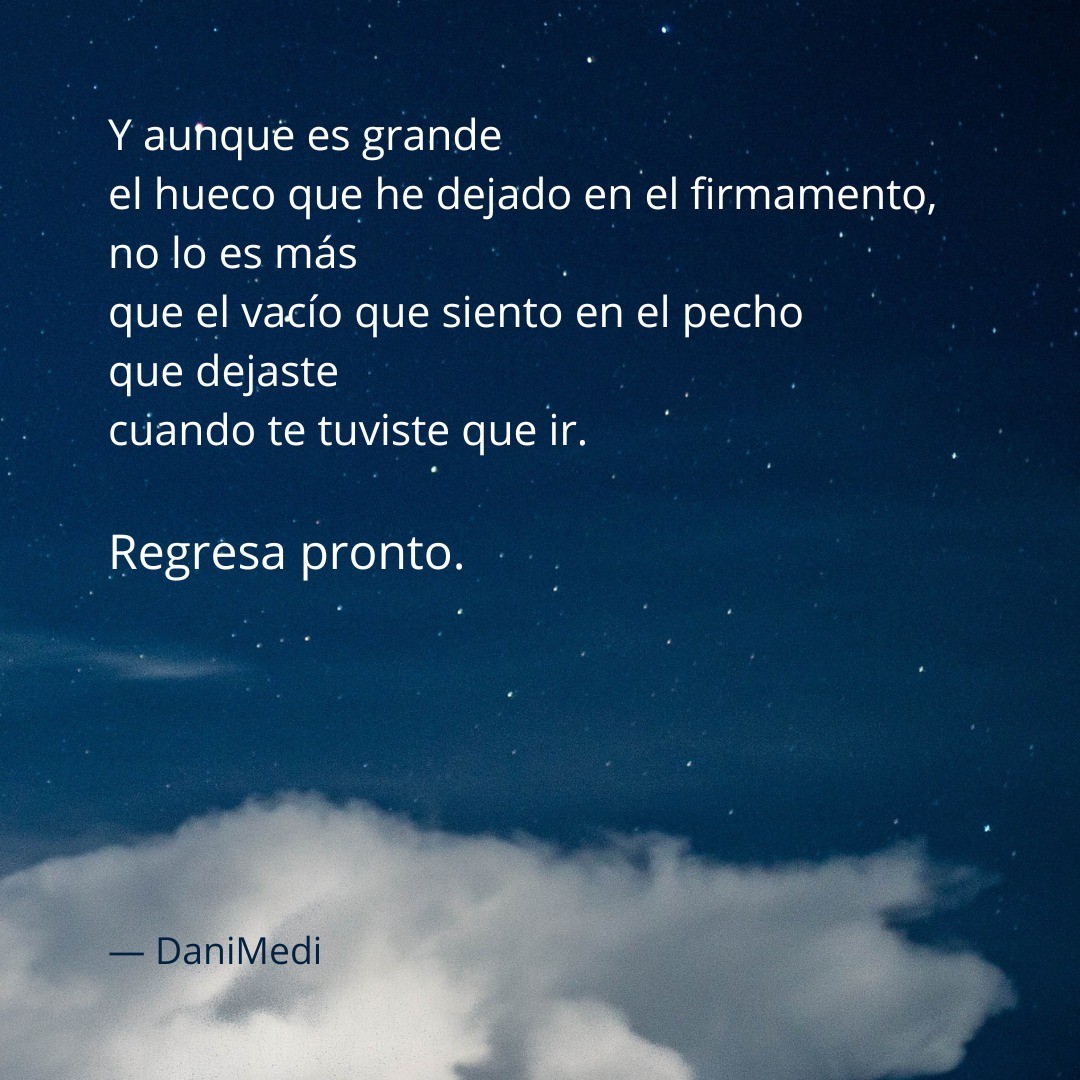 Y aunque es grande
el hueco que he dejado en el firmamento,
no lo es más
que el vacío que siento en el pecho
que dejaste
cuando te tuviste que ir.
Regresa pronto.
— DaniMedi